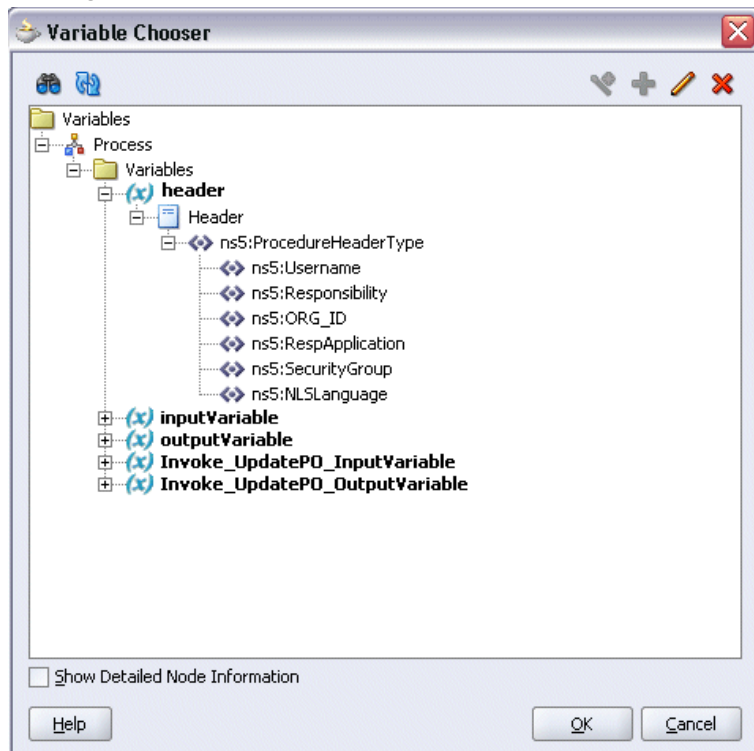 Variable Chooser
Variables
Process
Variables
(x) header
Header
ns5:ProcedureHeaderType
ns5:Username
ns5:Responsibility
ns5:ORG_ID
ns5:RespApplication
ns5:SecurityGroup
ns5:NLSLanguage
(x) inputVariable
(x) outputVariable
(x) Invoke_UpdatePO_InputVariable
(x) Invoke_UpdatePO_OutputVariable
Show Detailed Node Information
Help OK Cancel